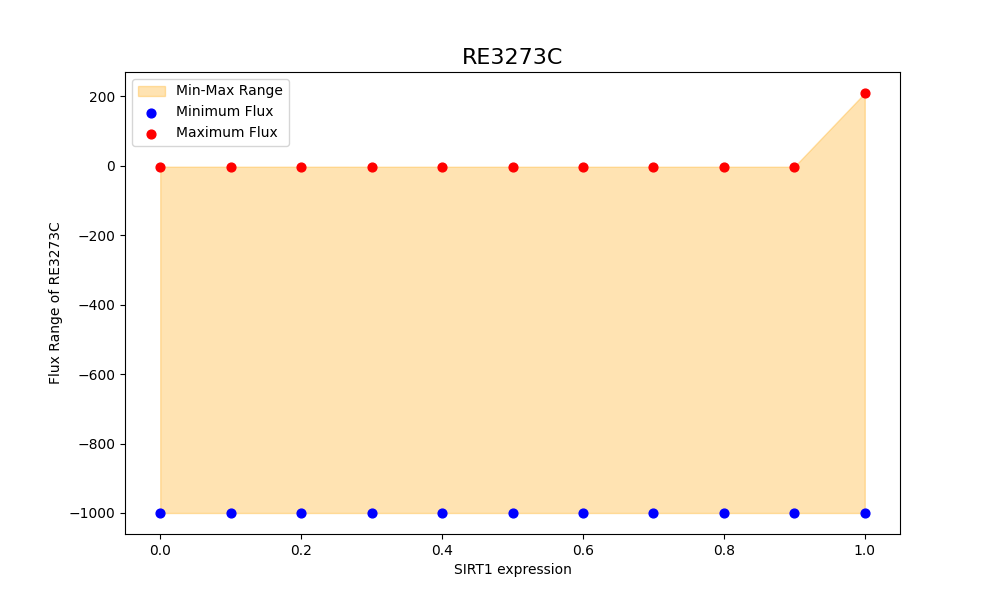 RE3273C
Min-Max Range
Minimum Flux
Maximum Flux
200
0
−200
−400
−600
−800
−1000
Flux Range of RE3273C
0.0 0.2 0.4 0.6 0.8 1.0
SIRT1 expression